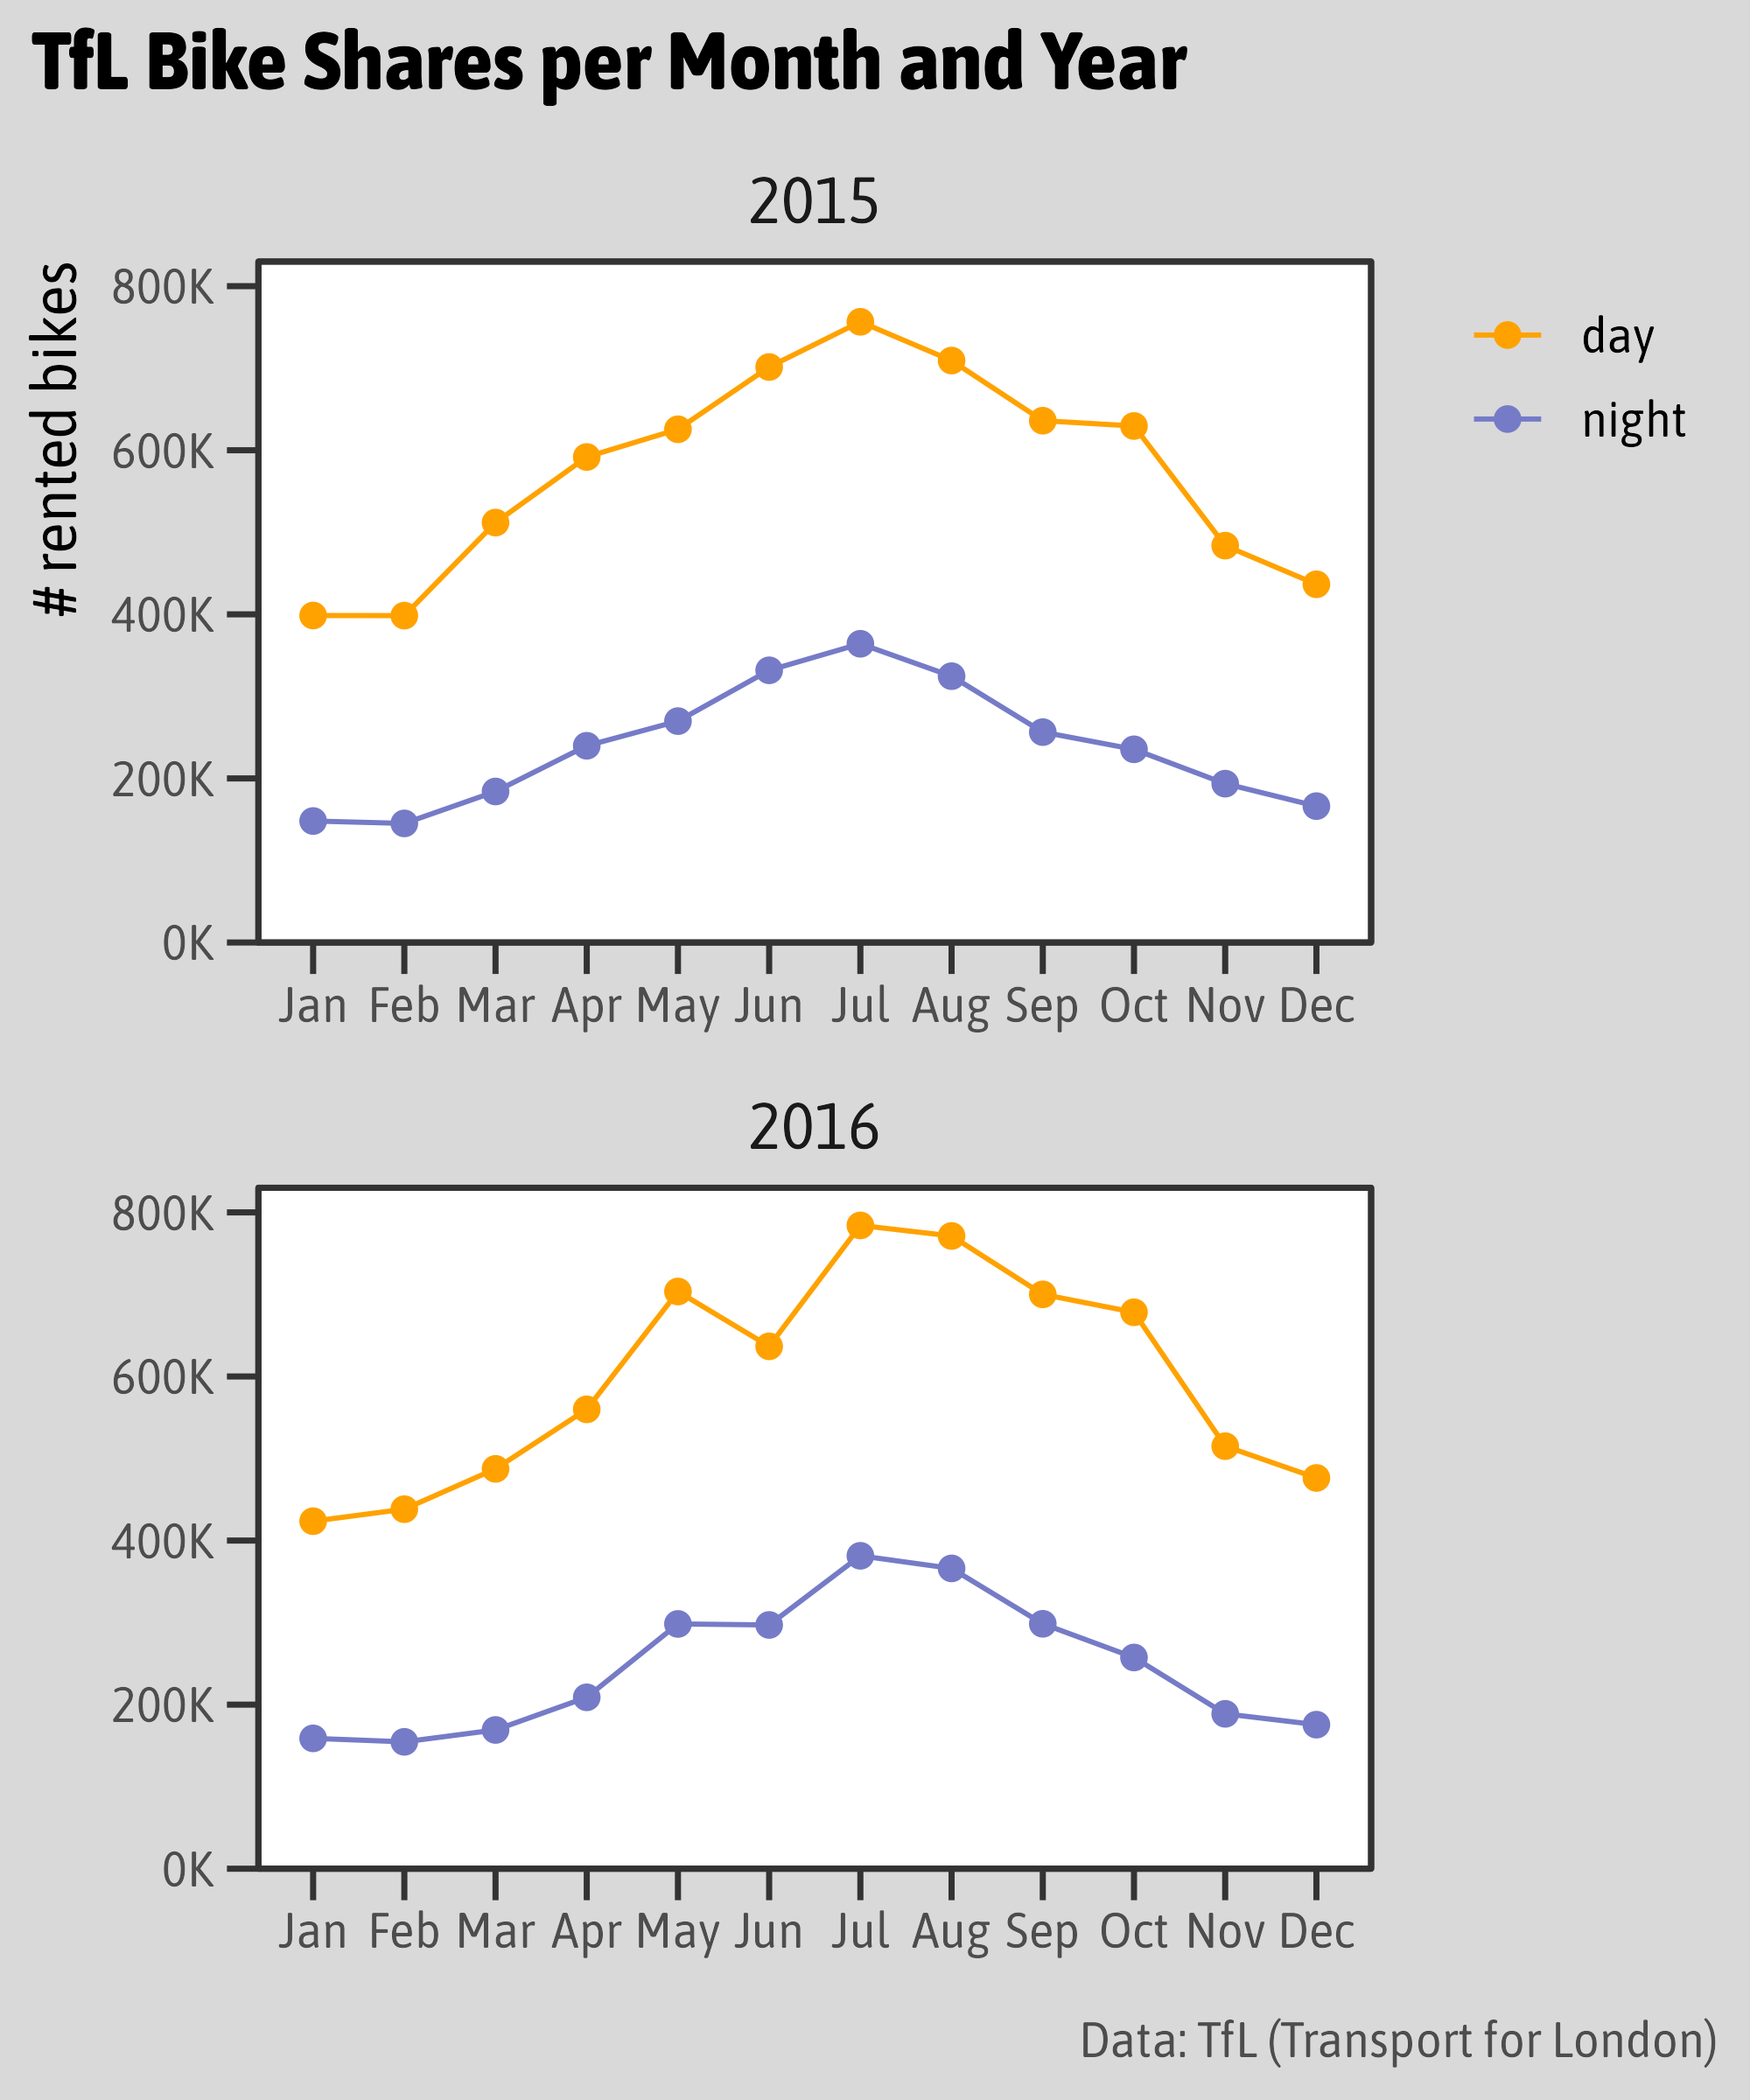 TfL Bike Shares per Month and Year
2015
# rented bikes
800K
600K
400K
200K
0K
Jan Feb Mar Apr May Jun Jul Aug Sep Oct Nov Dec
day
night
2016
800K
600K
400K
200K
0K
Jan Feb Mar Apr May Jun Jul Aug Sep Oct Nov Dec
Data: TfL (Transport for London)